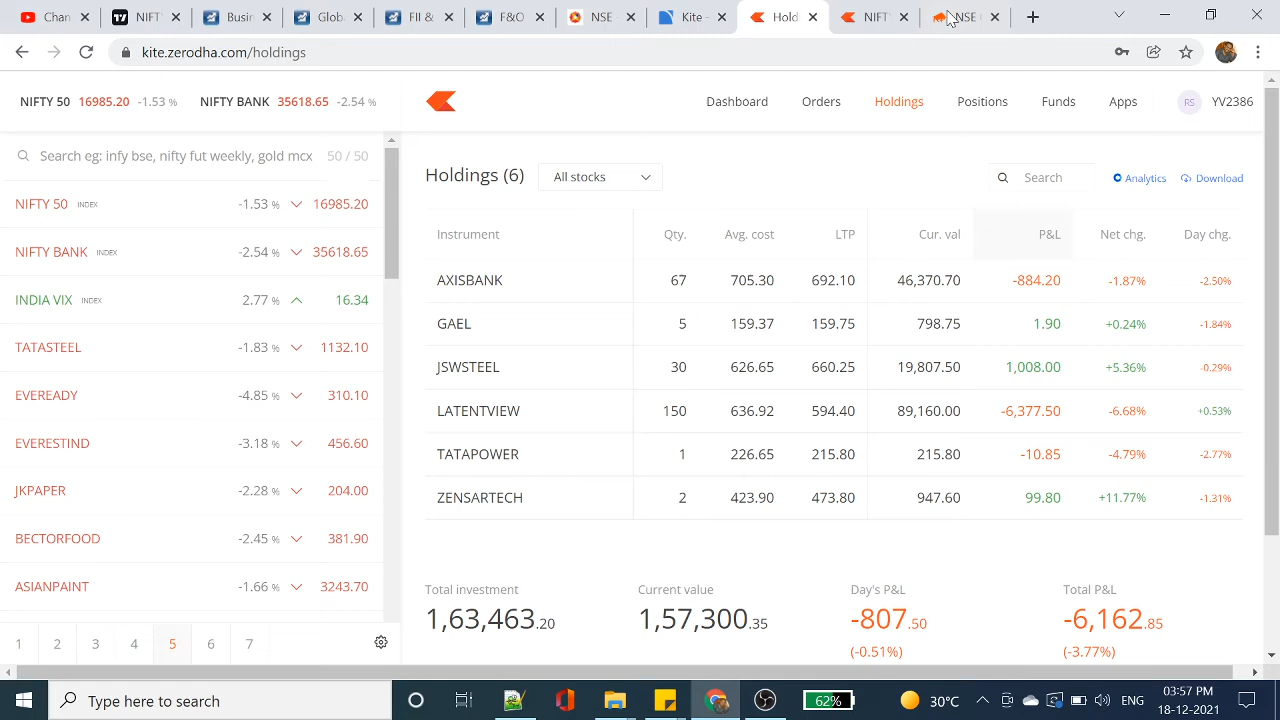 Chan
NIFT
Busin
Glob
FII &
F&O
NSE -
Kite -
Hold
NIFT
NSE
kite.zerodha.com/holdings
NIFTY 50 16985.20 -1.53 % NIFTY BANK 35618.65 -2.54 %
Dashboard Orders Holdings Positions Funds Apps RS YV2386
Search eg: infy bse, nifty fut weekly, gold mcx 50 / 50
NIFTY 50 INDEX -1.53 % 16985.20
NIFTY BANK INDEX -2.54 % 35618.65
INDIA VIX INDEX 2.77 % 16.34
TATASTEEL -1.83 % 1132.10
EVEREADY -4.85 % 310.10
EVERESTIND -3.18 % 456.60
JKPAPER -2.28 % 204.00
BECTORFOOD -2.45 % 381.90
ASIANPAINT -1.66 % 3243.70
1 2 3 4 5 6 7
Holdings (6) All stocks Search Analytics Download
Instrument Qty. Avg. cost LTP Cur. val P&L Net chg. Day chg.
AXISBANK 67 705.30 692.10 46,370.70 -884.20 -1.87% -2.50%
GAEL 5 159.37 159.75 798.75 1.90 +0.24% -1.84%
JSWSTEEL 30 626.65 660.25 19,807.50 1,008.00 +5.36% -0.29%
LATENTVIEW 150 636.92 594.40 89,160.00 -6,377.50 -6.68% +0.53%
TATAPOWER 1 226.65 215.80 215.80 -10.85 -4.79% -2.77%
ZENSARTECH 2 423.90 473.80 947.60 99.80 +11.77% -1.31%
Total investment Current value Day's P&L Total P&L
1,63,463.20 1,57,300.35 -807.50 -6,162.85
(-0.51%) (-3.77%)
Type here to search 62% 30°C ENG 03:57 PM
18-12-2021